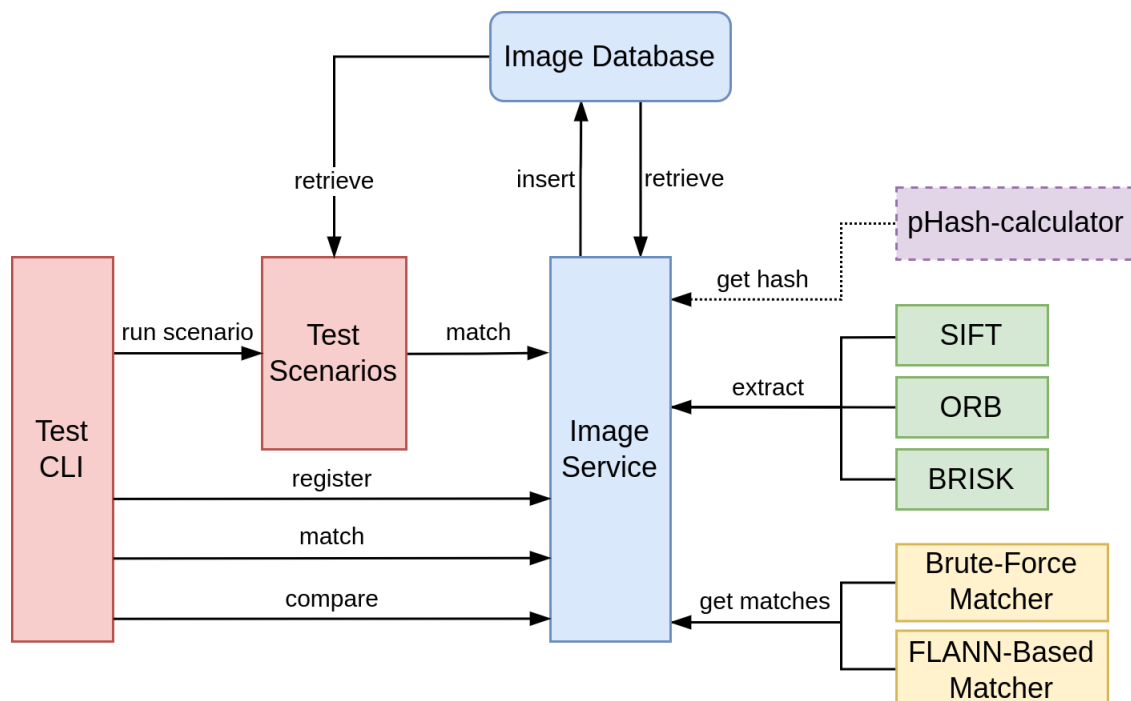 Image Database
retrieve
insert
retrieve
pHash-calculator
get hash
run scenario
Test
Scenarios
match
SIFT
extract
ORB
BRISK
Test
CLI
Image
Service
register
match
compare
get matches
Brute-Force
Matcher
FLANN-Based
Matcher